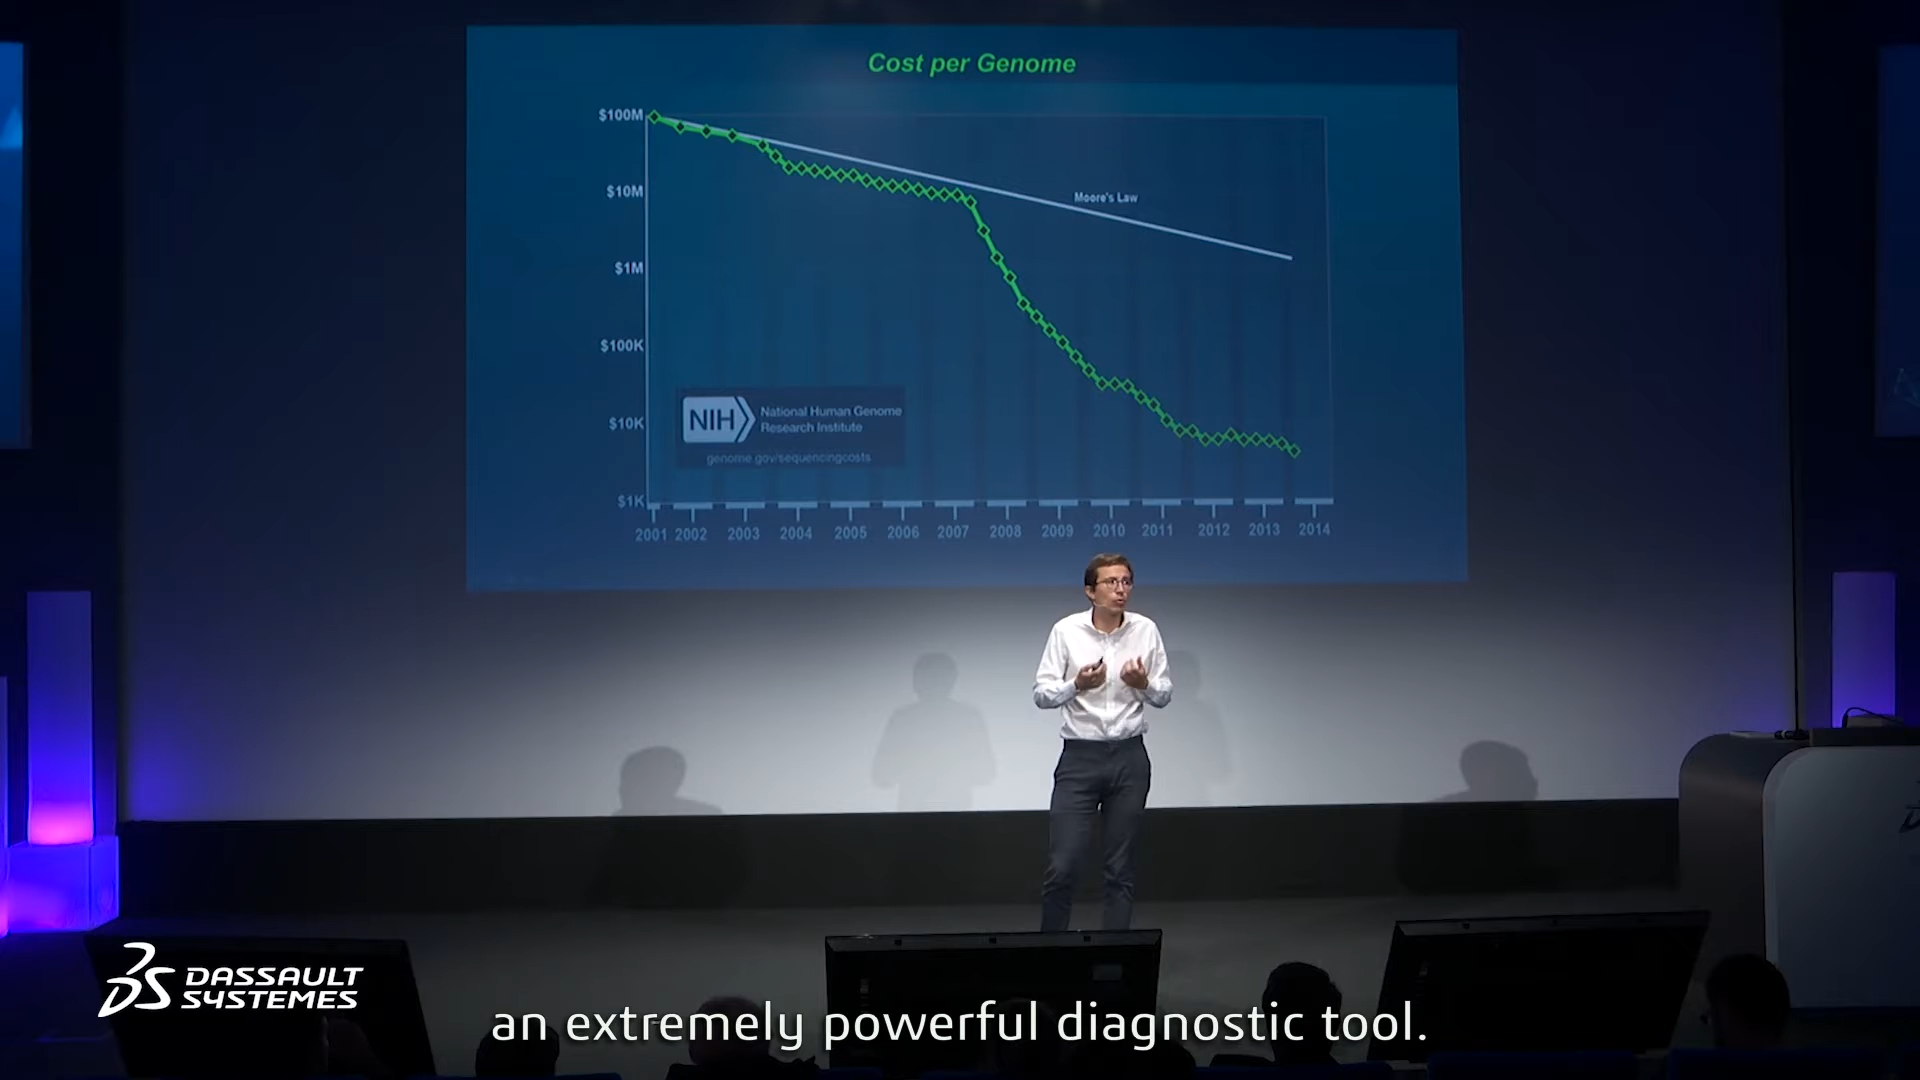 Cost per Genome
$100M
$10M
$1M
$100K
$10K
$1K
Moore's Law
NIH
National Human Genome
Research Institute
genome.gov/sequencingcosts
2001 2002 2003 2004 2005 2006 2007 2008 2009 2010 2011 2012 2013 2014
DASSAULT
SYSTEMES
an extremely powerful diagnostic tool.